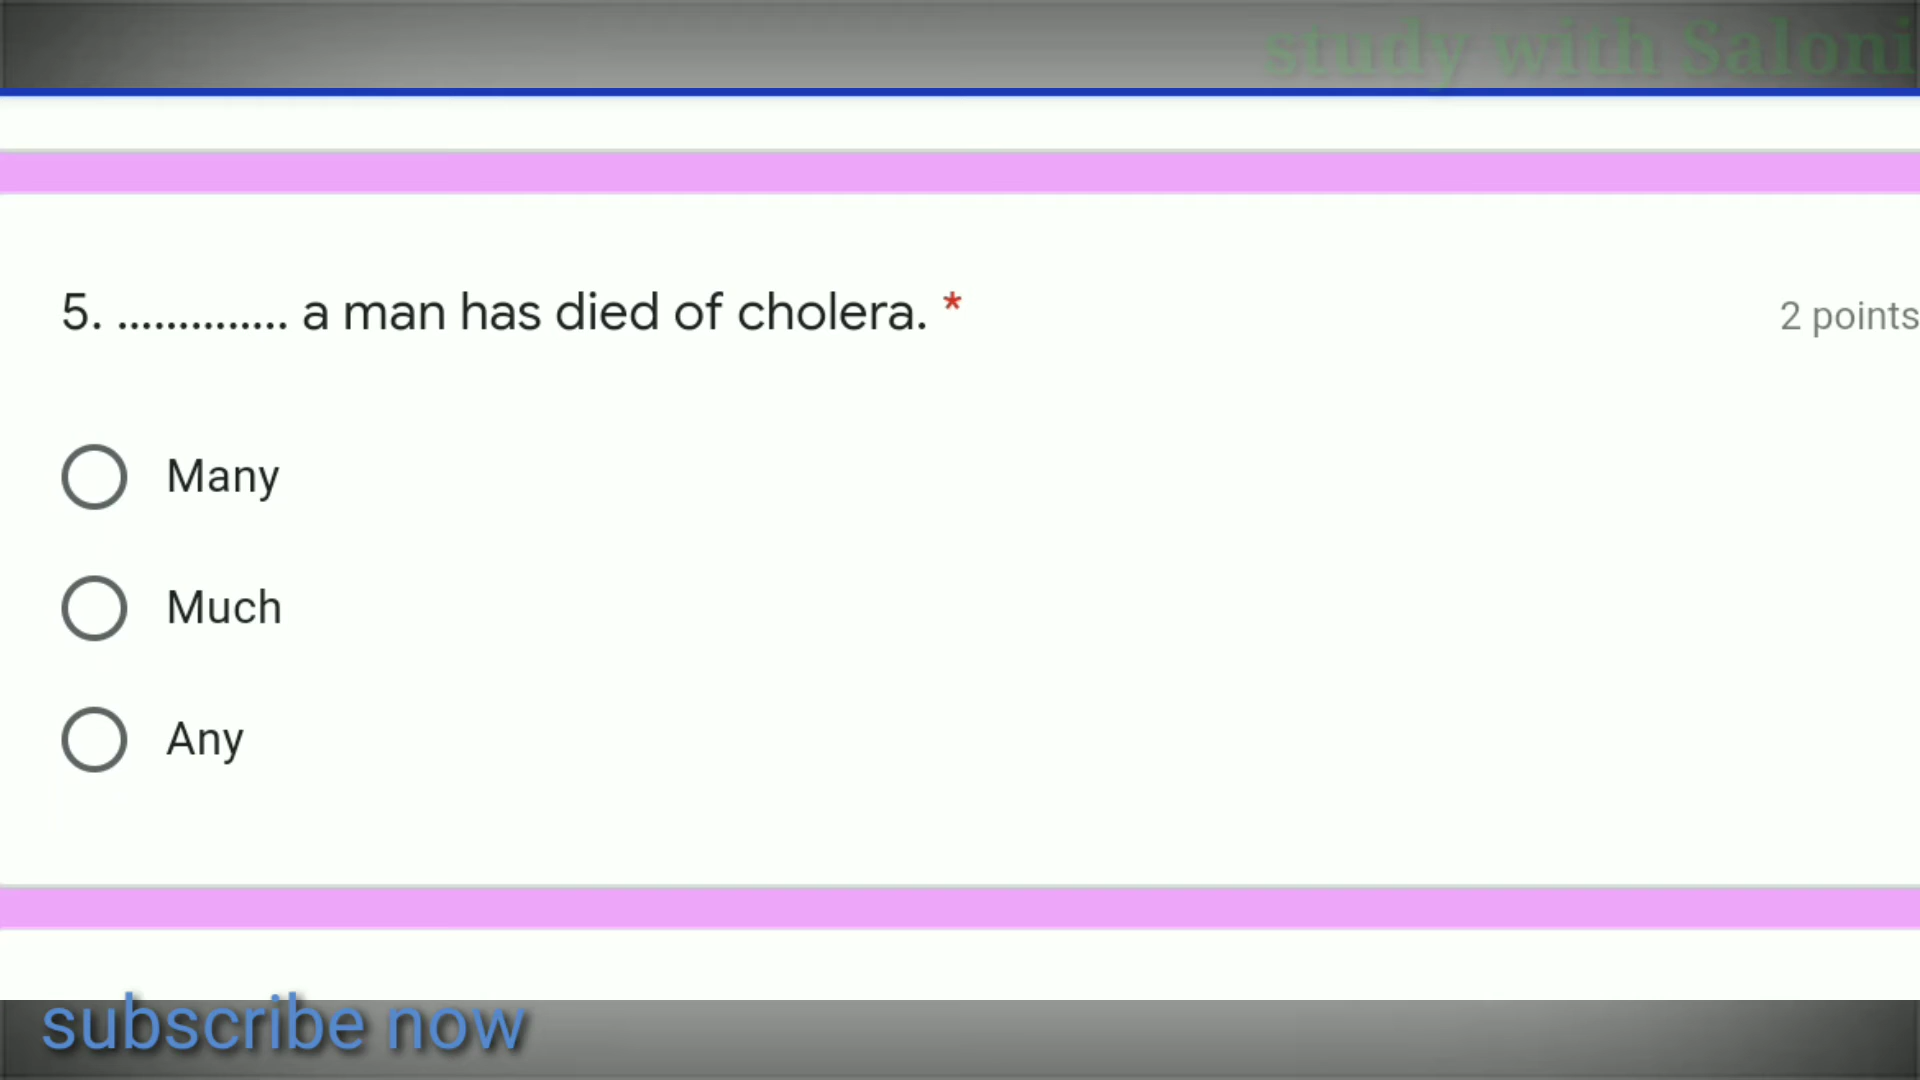 study with Saloni
5. .............. a man has died of cholera. *
2 points
Many
Much
Any
subscribe now